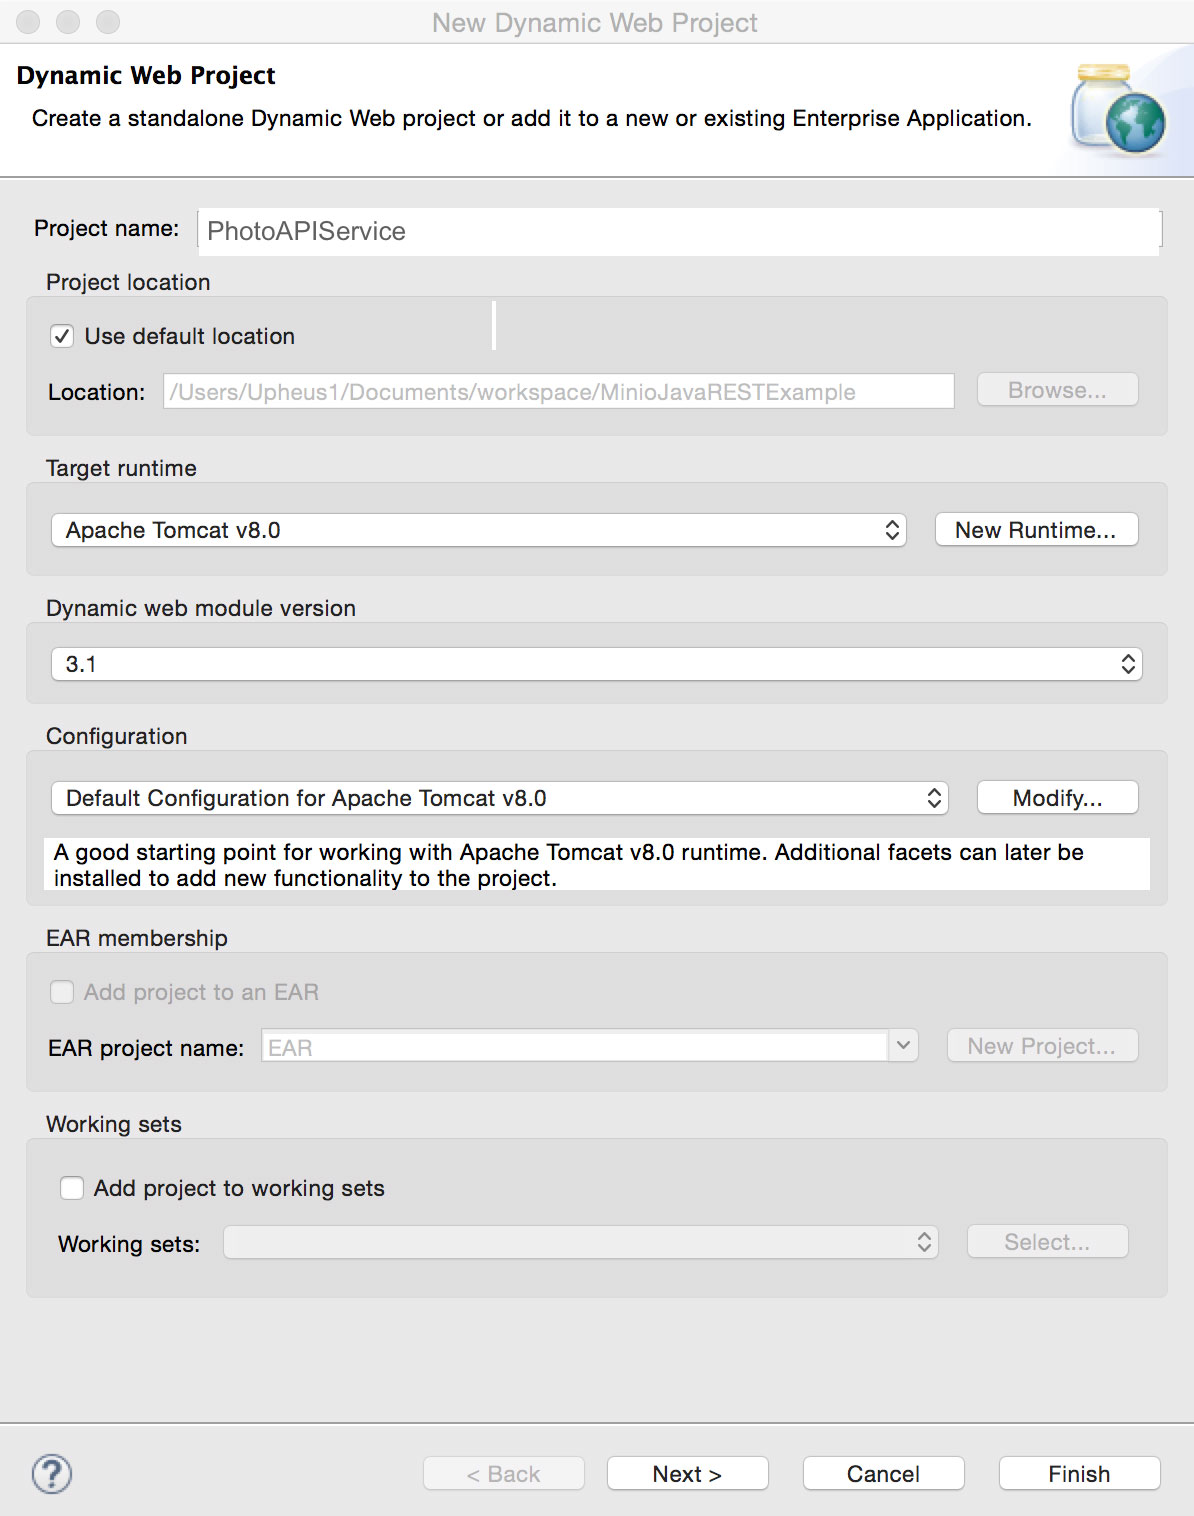 New Dynamic Web Project
Dynamic Web Project
Create a standalone Dynamic Web project or add it to a new or existing Enterprise Application.
Project name: PhotoAPIService
Project location
Use default location
Location: /Users/Upheus1/Documents/workspace/MinioJavaRESTExample Browse...
Target runtime
Apache Tomcat v8.0 New Runtime...
Dynamic web module version
3.1
Configuration
Default Configuration for Apache Tomcat v8.0 Modify...
A good starting point for working with Apache Tomcat v8.0 runtime. Additional facets can later be
installed to add new functionality to the project.
EAR membership
Add project to an EAR
EAR project name: EAR New Project...
Working sets
Add project to working sets
Working sets: Select...
? < Back Next > Cancel Finish